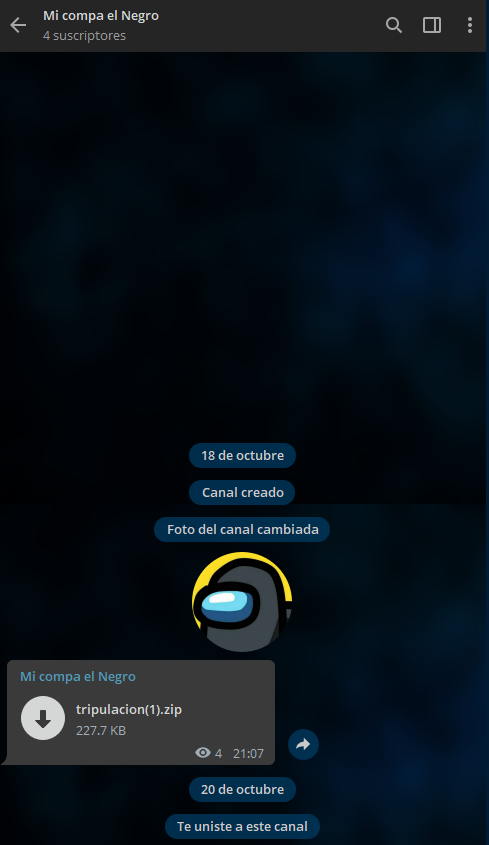 Mi compa el Negro
4 suscriptores
18 de octubre
Canal creado
Foto del canal cambiada
Mi compa el Negro
tripulacion(1).zip
227.7 KB
4 21:07
20 de octubre
Te uniste a este canal